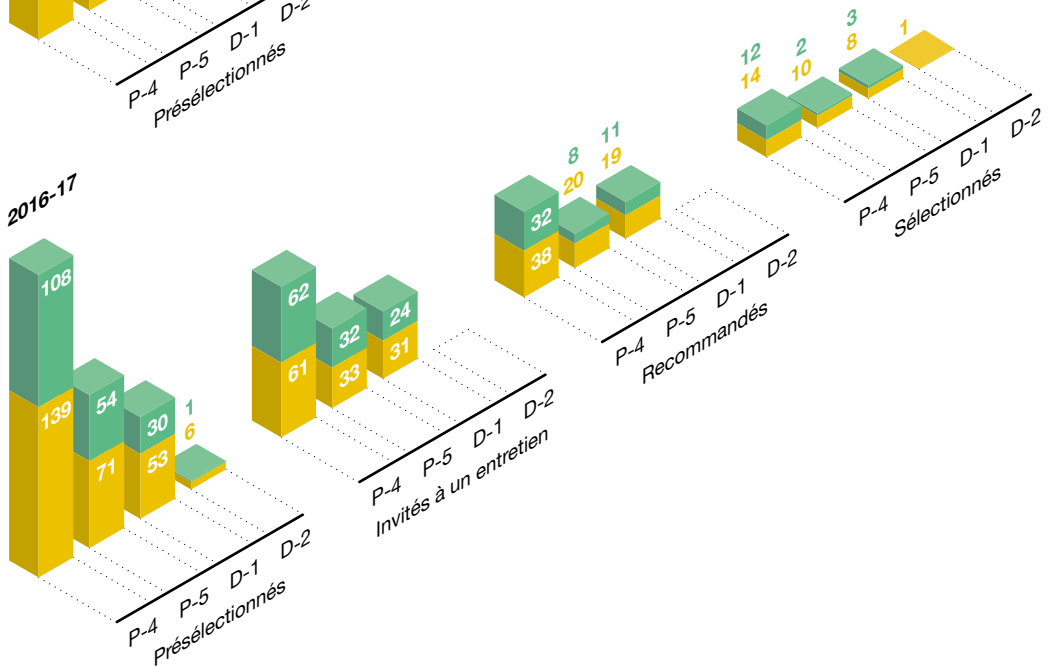 P-4 P-5 D-1 D-2
Présélectionnés
12 2 3
14 10 8 1
P-4 P-5 D-1 D-2
Sélectionnés
8 11
32 20 19
38
P-4 P-5 D-1 D-2
Recommandés
62 32 24
61 33 31
P-4 P-5 D-1 D-2
Invités à un entretien
2016-17
108 54 30 1
139 71 53 6
P-4 P-5 D-1 D-2
Présélectionnés